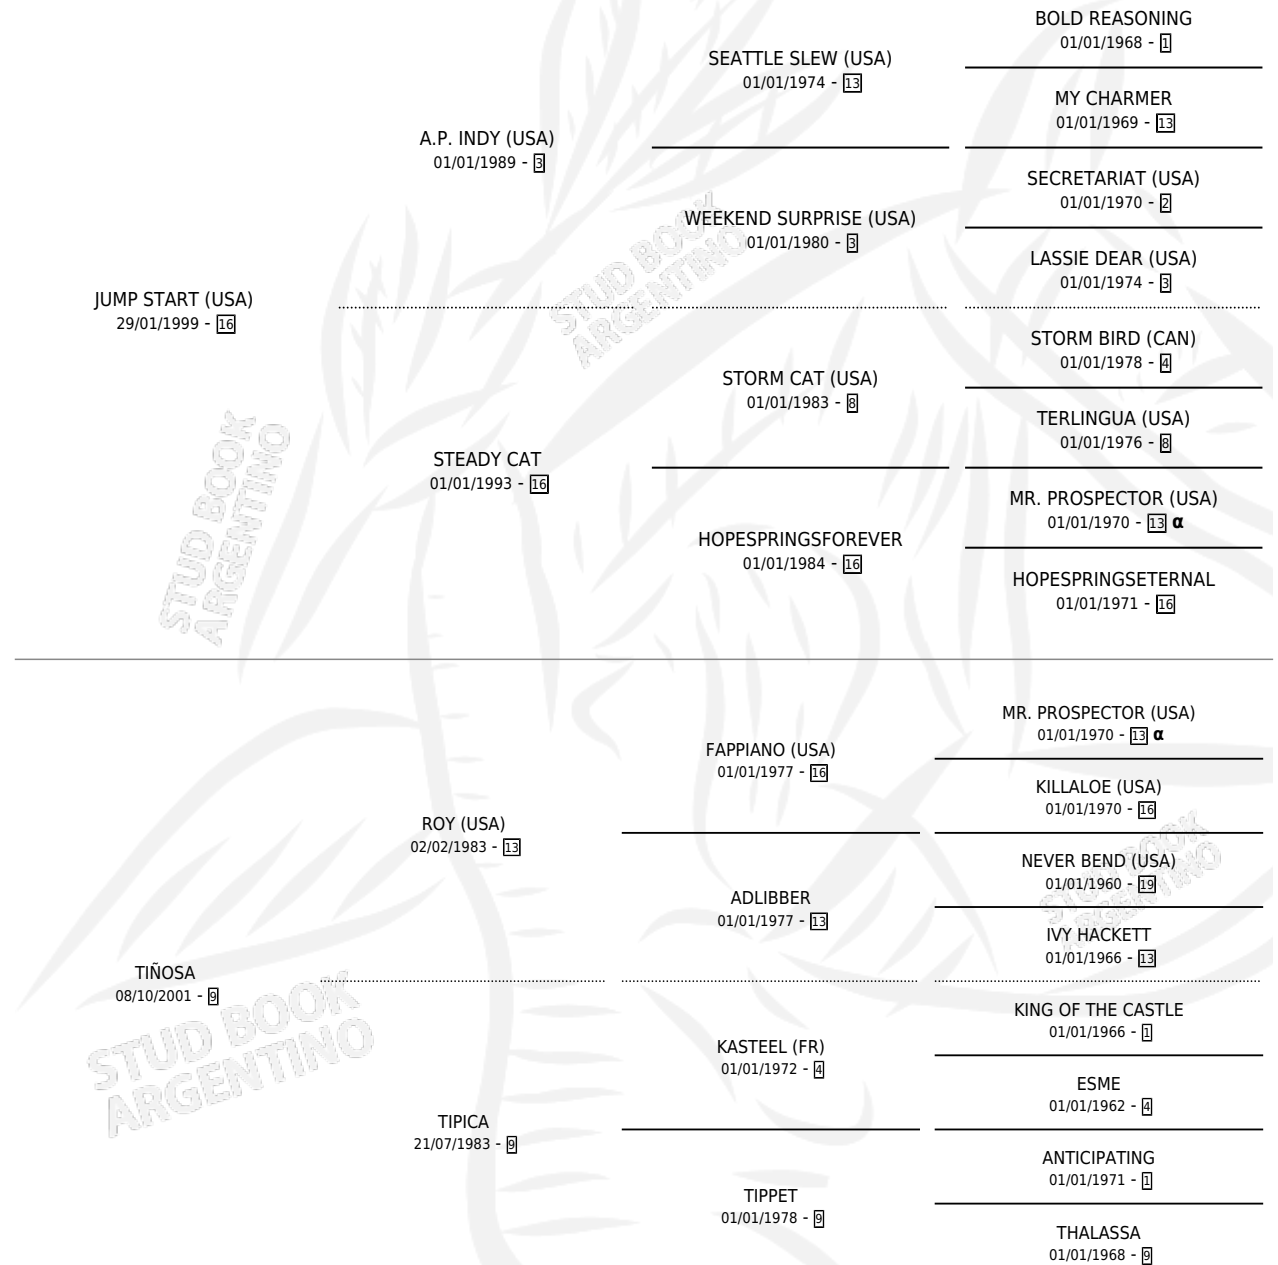 BOLD REASONING
01/01/1968 - 1
SEATTLE SLEW (USA)
01/01/1974 - 13
MY CHARMER
01/01/1969 - 13
A.P. INDY (USA)
01/01/1989 - 3
SECRETARIAT (USA)
01/01/1970 - 2
WEEKEND SURPRISE (USA)
01/01/1980 - 3
LASSIE DEAR (USA)
01/01/1974 - 3
JUMP START (USA)
29/01/1999 - 16
STORM BIRD (CAN)
01/01/1978 - 4
STORM CAT (USA)
01/01/1983 - 8
TERLINGUA (USA)
01/01/1976 - 8
STEADY CAT
01/01/1993 - 16
MR. PROSPECTOR (USA)
01/01/1970 - 13 α
HOPESPRINGSFOREVER
01/01/1984 - 16
HOPESPRINGSETERNAL
01/01/1971 - 16
MR. PROSPECTOR (USA)
01/01/1970 - 13 α
FAPPIANO (USA)
01/01/1977 - 16
KILLALOE (USA)
01/01/1970 - 16
ROY (USA)
02/02/1983 - 13
NEVER BEND (USA)
01/01/1960 - 19
ADLIBBER
01/01/1977 - 13
IVY HACKETT
01/01/1966 - 13
TIÑOSA
08/10/2001 - 9
KING OF THE CASTLE
01/01/1966 - 1
KASTEEL (FR)
01/01/1972 - 4
ESME
01/01/1962 - 4
TIPICA
21/07/1983 - 9
ANTICIPATING
01/01/1971 - 1
TIPPET
01/01/1978 - 9
THALASSA
01/01/1968 - 9
STUD BOOK
ARGENTINO
STUD BOOK
ARGENTINO
STUD BOOK
ARGENTINO
STUD BOOK
ARGENTINO